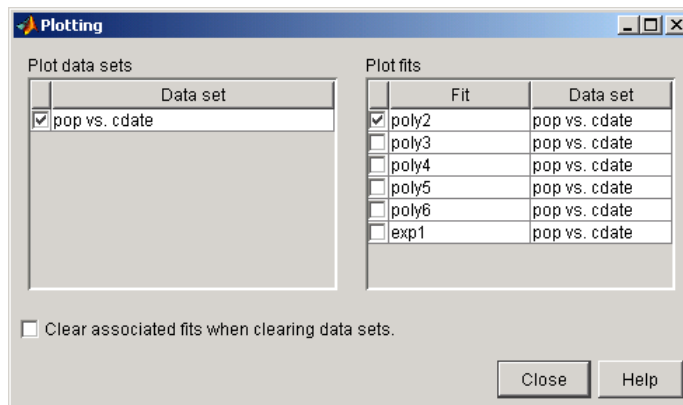 Plotting
Plot data sets
Data set
pop vs. cdate
Plot fits
Fit Data set
poly2 pop vs. cdate
poly3 pop vs. cdate
poly4 pop vs. cdate
poly5 pop vs. cdate
poly6 pop vs. cdate
exp1 pop vs. cdate
Clear associated fits when clearing data sets.
Close Help